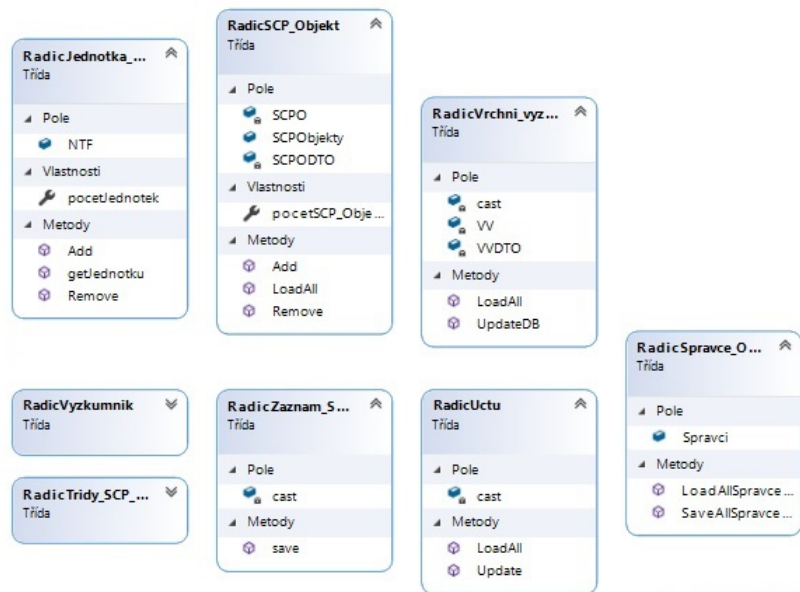 RadicJednotka_...
Třída
Pole
NTF
Vlastnosti
pocetJednotek
Metody
Add
getJednotku
Remove
RadicSCP_Objekt
Třída
Pole
SCPO
SCPObjekty
SCPODTO
Vlastnosti
pocetSCP_Obje...
Metody
Add
LoadAll
Remove
RadicVrchni_vyz...
Třída
Pole
cast
VV
VVDTO
Metody
LoadAll
UpdateDB
RadicSpravce_O...
Třída
Pole
Spravci
Metody
LoadAllSpravce...
SaveAllSpravce...
RadicVyzkumnik
Třída
RadicTridy_SCP_...
Třída
RadicZaznam_S...
Třída
Pole
cast
Metody
save
RadicUctu
Třída
Pole
cast
Metody
LoadAll
Update